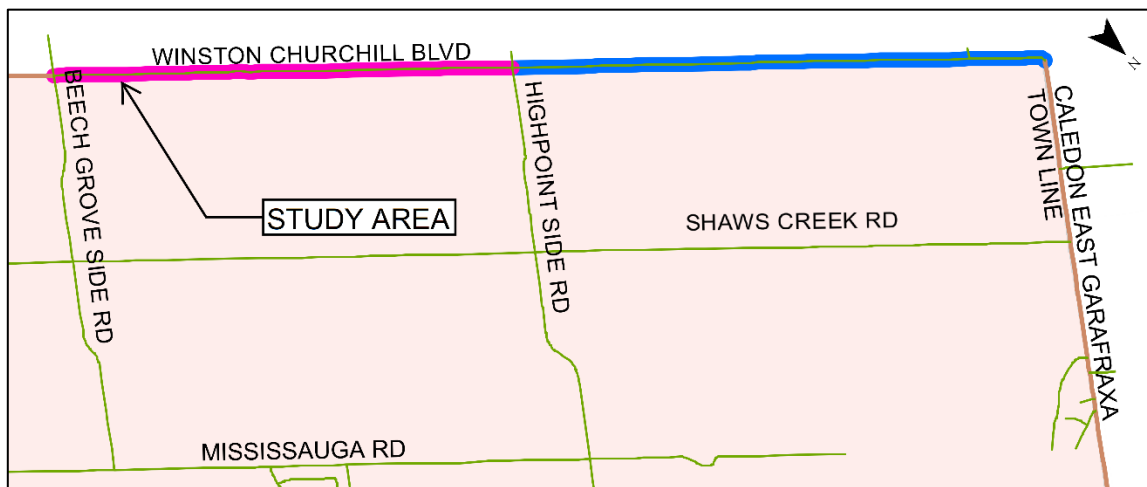 WINSTON CHURCHILL BLVD
BEECH GROVE SIDE RD
STUDY AREA
HIGHPOINT SIDE RD
SHAWS CREEK RD
CALEDON EAST GARAFRAXA
TOWN LINE
MISSISSAUGA RD
N